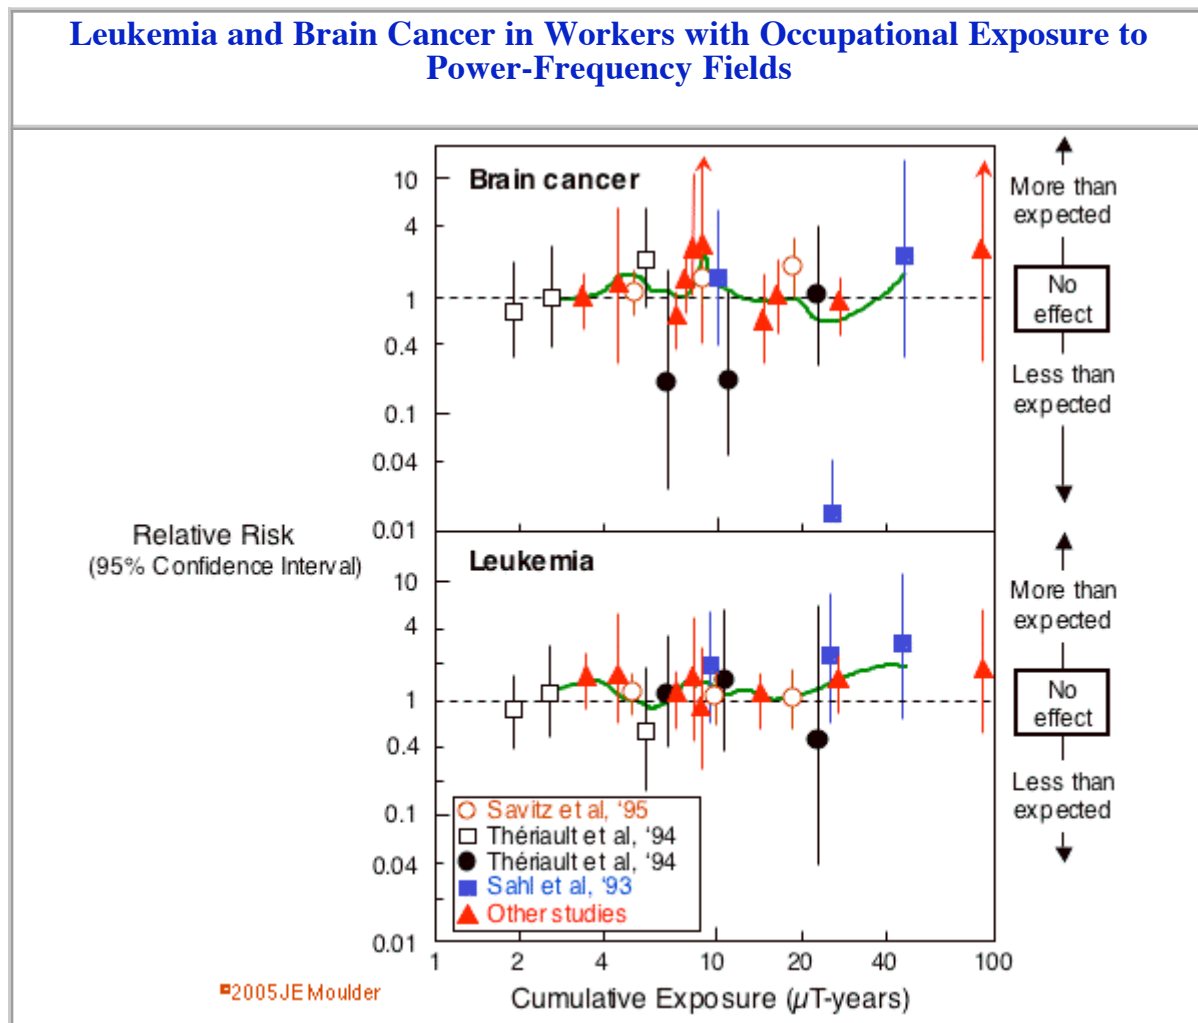 Leukemia and Brain Cancer in Workers with Occupational Exposure to
Power-Frequency Fields
Brain cancer
10
4
1
0.4
0.1
0.04
0.01
More than
expected
No
effect
Less than
expected
Relative Risk
(95% Confidence Interval)
Leukemia
10
4
1
0.4
0.1
0.04
0.01
More than
expected
No
effect
Less than
expected
Savitz et al, ‘95
Thériault et al, ‘94
Thériault et al, ‘94
Sahl et al, ‘93
Other studies
1 2 4 10 20 40 100
Cumulative Exposure (µT-years)
©2005JE Moulder